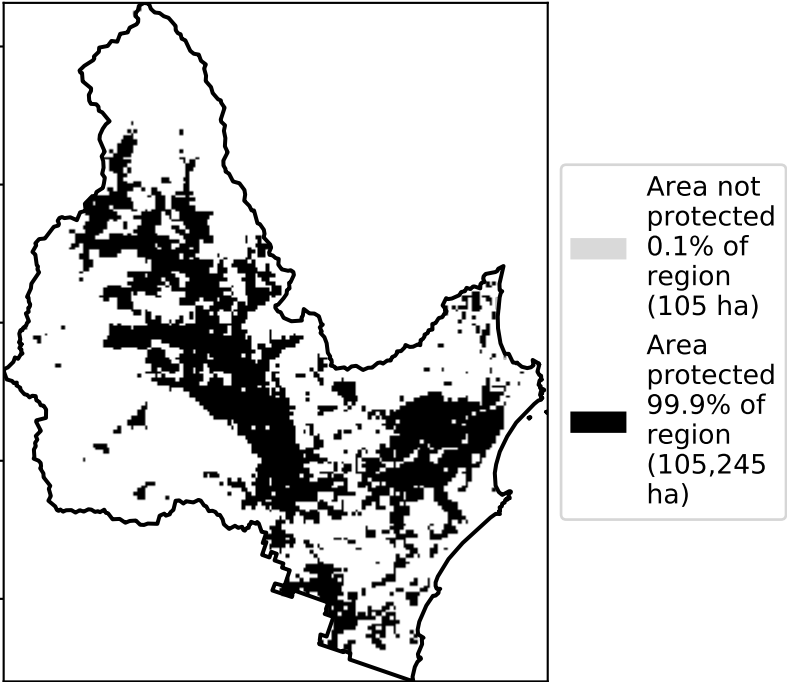 Area not
protected
0.1% of
region
(105 ha)
Area
protected
99.9% of
region
(105,245
ha)